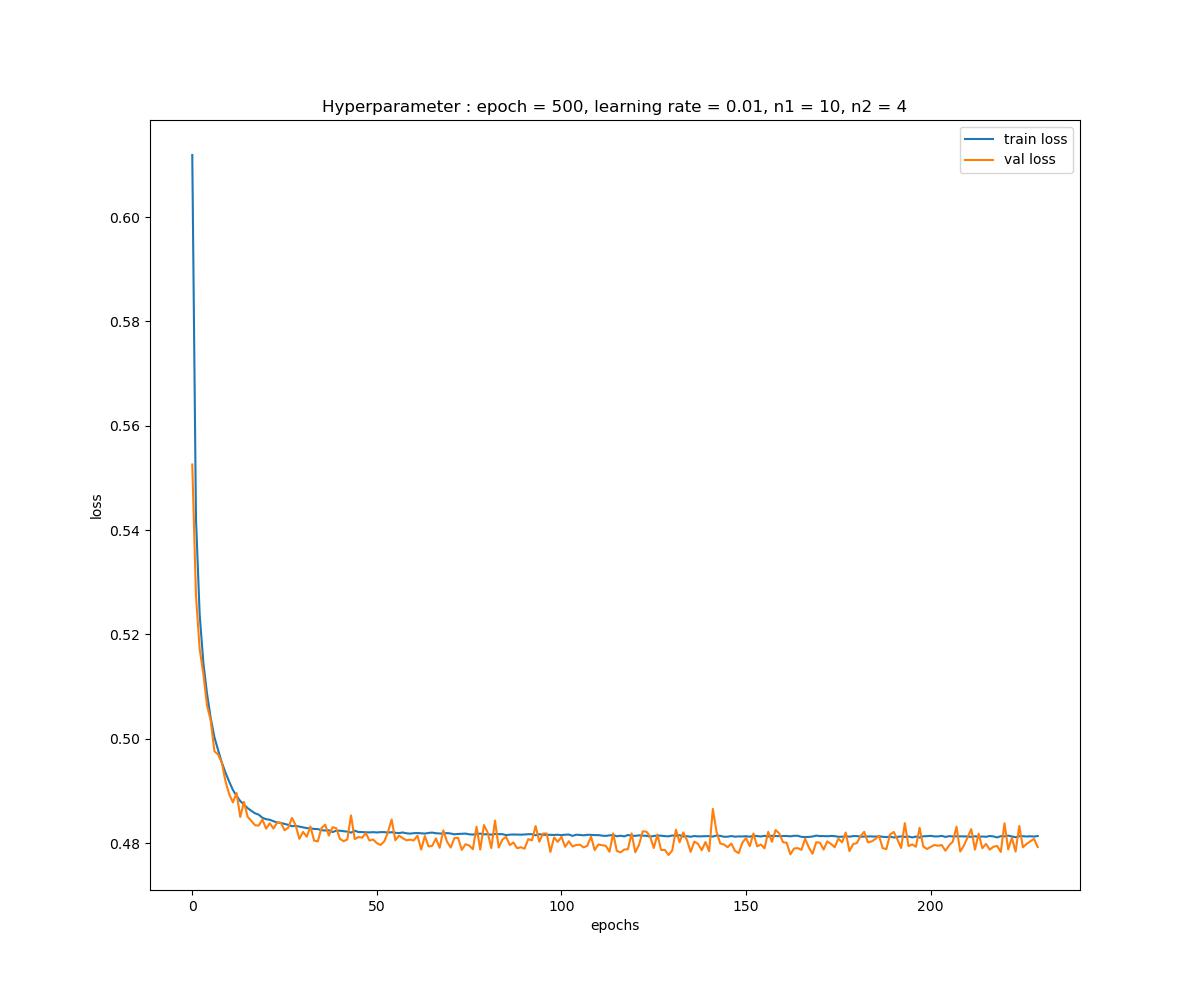 Hyperparameter : epoch = 500, learning rate = 0.01, n1 = 10, n2 = 4
train loss
val loss
0.60
0.58
0.56
0.54
0.52
0.50
0.48
loss
0
50
100
150
200
epochs